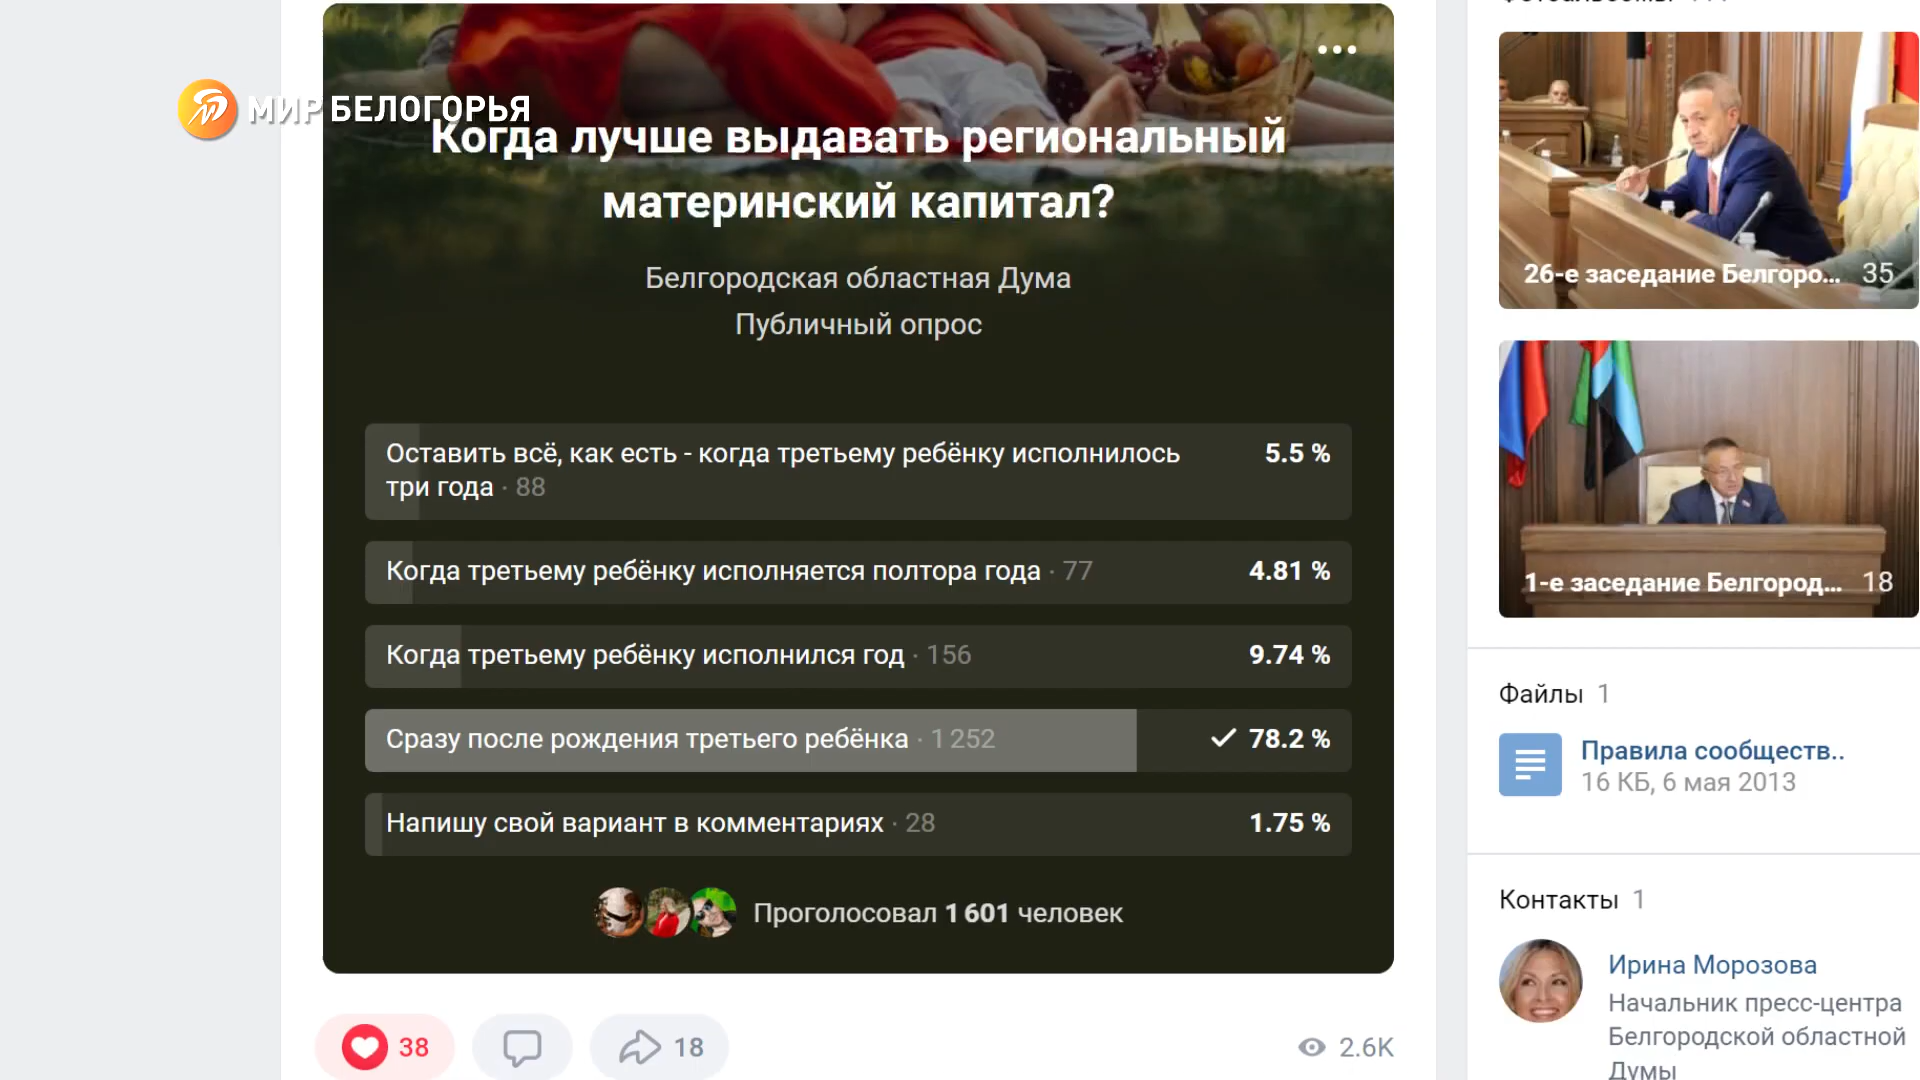 МИР БЕЛОГОРЬЯ
Когда лучше выдавать региональный
материнский капитал?
Белгородская областная Дума
Публичный опрос
Оставить всё, как есть - когда третьему ребёнку исполнилось
три года · 88
5.5 %
Когда третьему ребёнку исполняется полтора года · 77
4.81 %
Когда третьему ребёнку исполнился год · 156
9.74 %
Сразу после рождения третьего ребёнка · 1 252
78.2 %
Напишу свой вариант в комментариях · 28
1.75 %
Проголосовал 1 601 человек
38
18
2.6K
26-е заседание Белгоро... 35
1-е заседание Белгород... 18
Файлы 1
Правила сообществ..
16 КБ, 6 мая 2013
Контакты 1
Ирина Морозова
Начальник пресс-центра
Белгородской областной
Думы